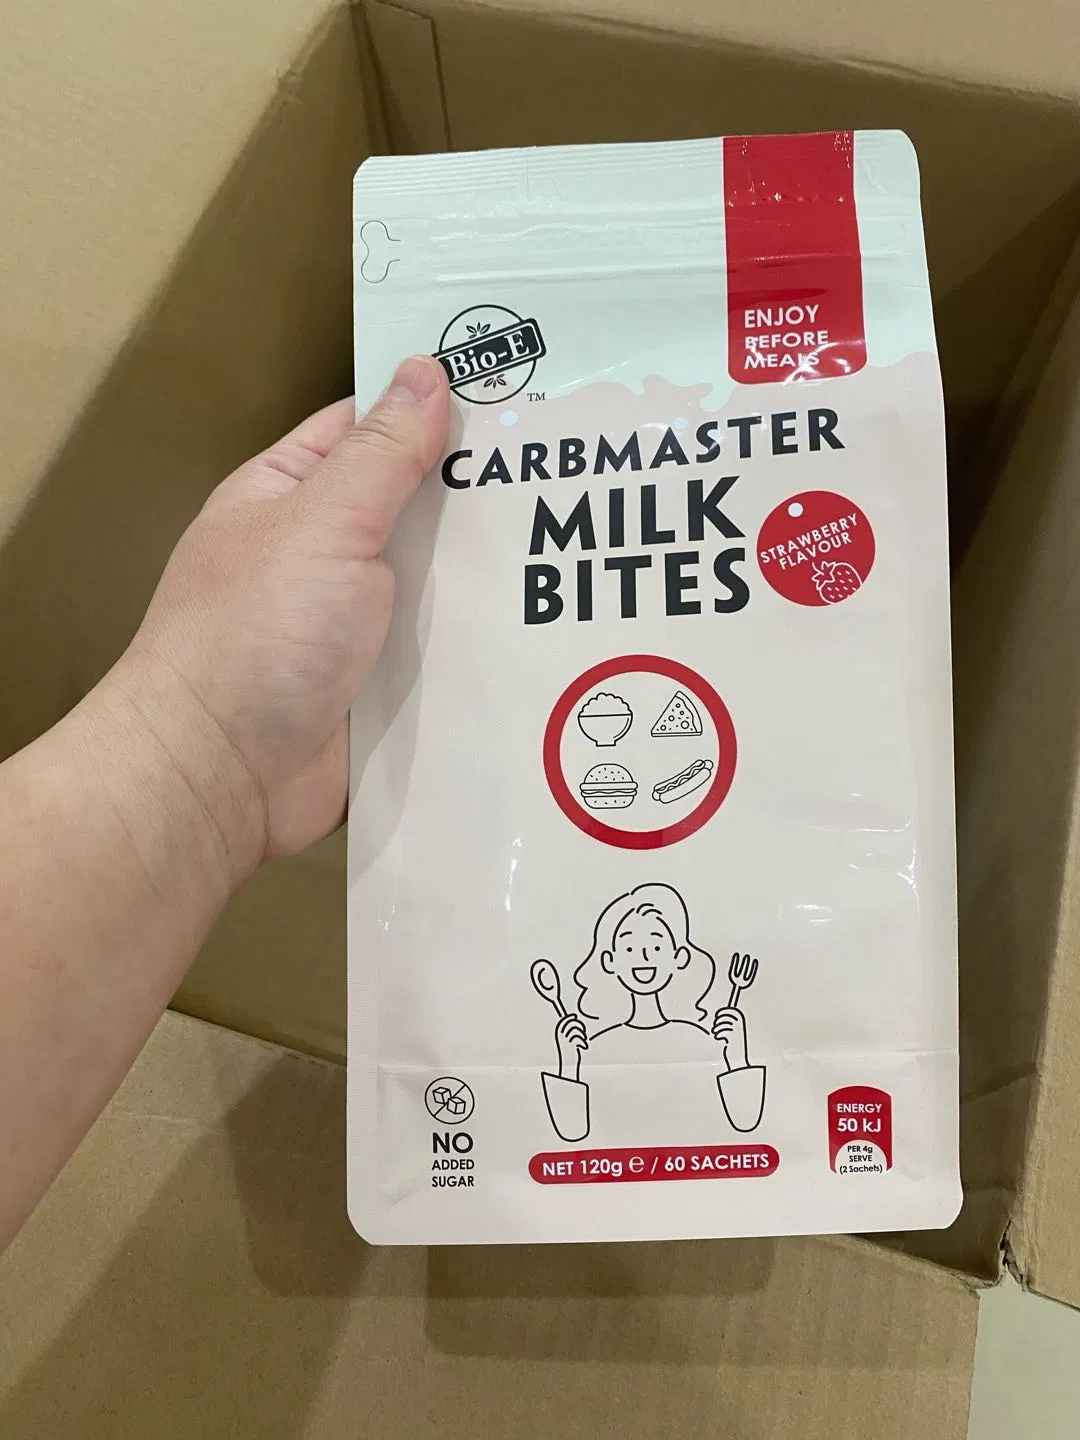 ENJOY
BEFORE
MEALS
Bio-E
TM
CARBMASTER
MILK
BITES
STRAWBERRY
FLAVOUR
NO
ADDED
SUGAR
NET 120g ℮ / 60 SACHETS
ENERGY
50 kJ
PER 4g
SERVE
(2 Sachets)